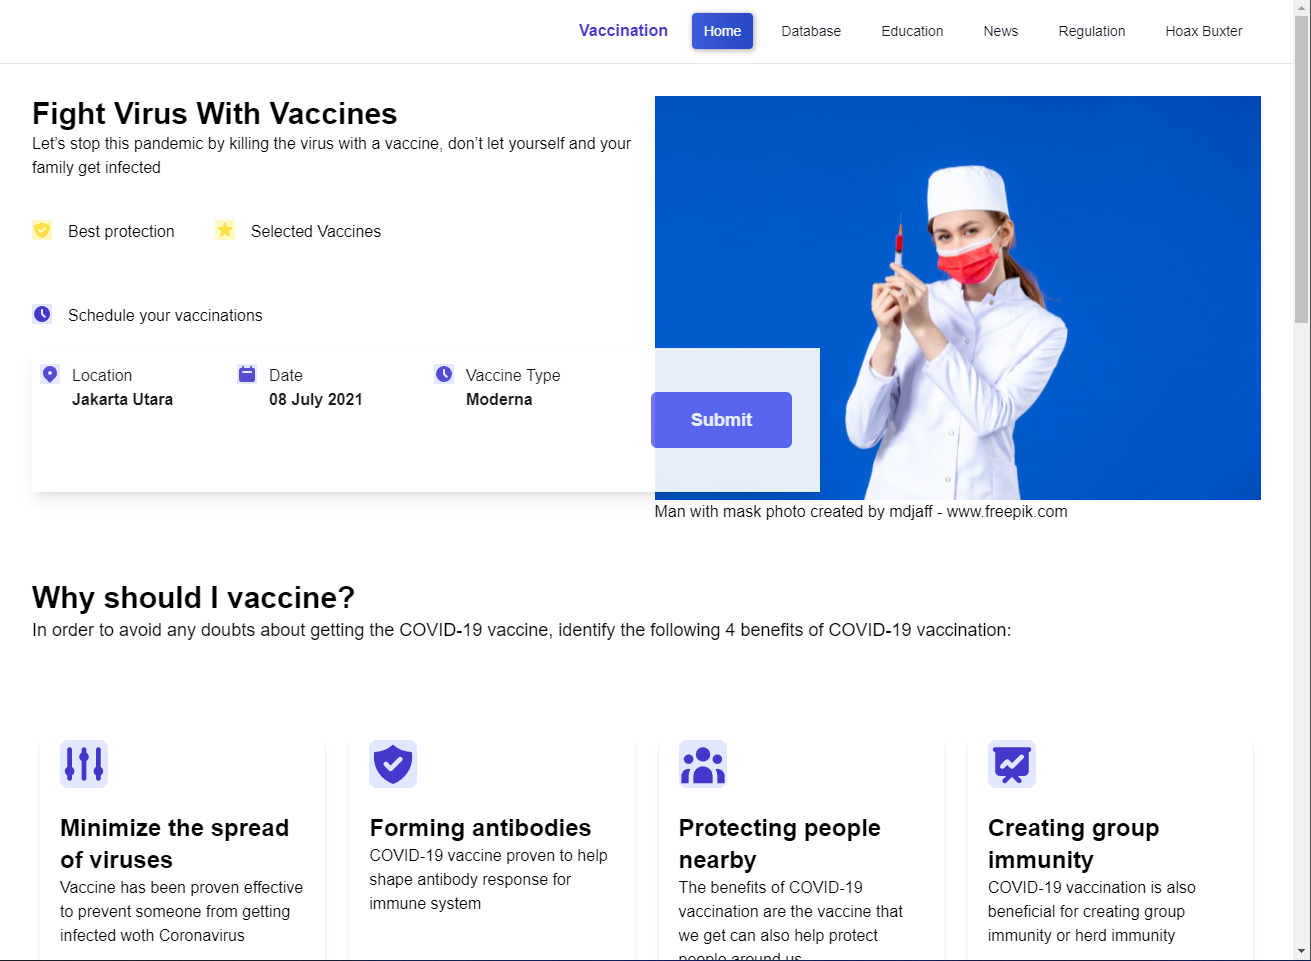 Vaccination Home Database Education News Regulation Hoax Buxter
Fight Virus With Vaccines
Let’s stop this pandemic by killing the virus with a vaccine, don’t let yourself and your
family get infected
Best protection Selected Vaccines
Schedule your vaccinations
Location Date Vaccine Type
Jakarta Utara 08 July 2021 Moderna
Submit
Man with mask photo created by mdjaff - www.freepik.com
Why should I vaccine?
In order to avoid any doubts about getting the COVID-19 vaccine, identify the following 4 benefits of COVID-19 vaccination:
Minimize the spread
of viruses
Vaccine has been proven effective
to prevent someone from getting
infected woth Coronavirus
Forming antibodies
COVID-19 vaccine proven to help
shape antibody response for
immune system
Protecting people
nearby
The benefits of COVID-19
vaccination are the vaccine that
we get can also help protect
people around us
Creating group
immunity
COVID-19 vaccination is also
beneficial for creating group
immunity or herd immunity